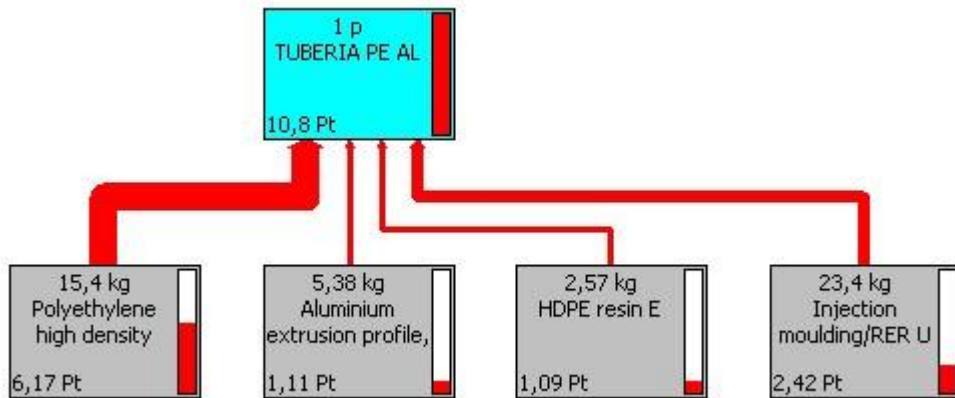 1 p
TUBERIA PE AL
10,8 Pt
15,4 kg
Polyethylene
high density
6,17 Pt
5,38 kg
Aluminium
extrusion profile,
1,11 Pt
2,57 kg
HDPE resin E
1,09 Pt
23,4 kg
Injection
moulding/RER U
2,42 Pt